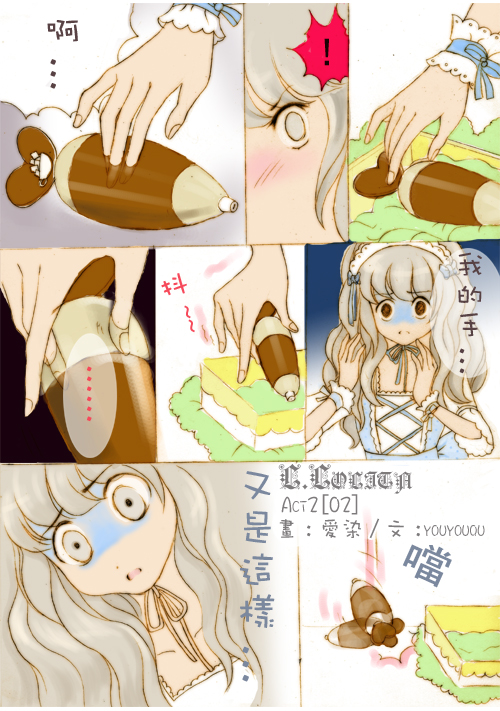 啊…
!
抖~~
我的手…
……
又是這樣…
C.Lolita
Act2[02]
畫：愛染/文：YOUYOUOU
噹